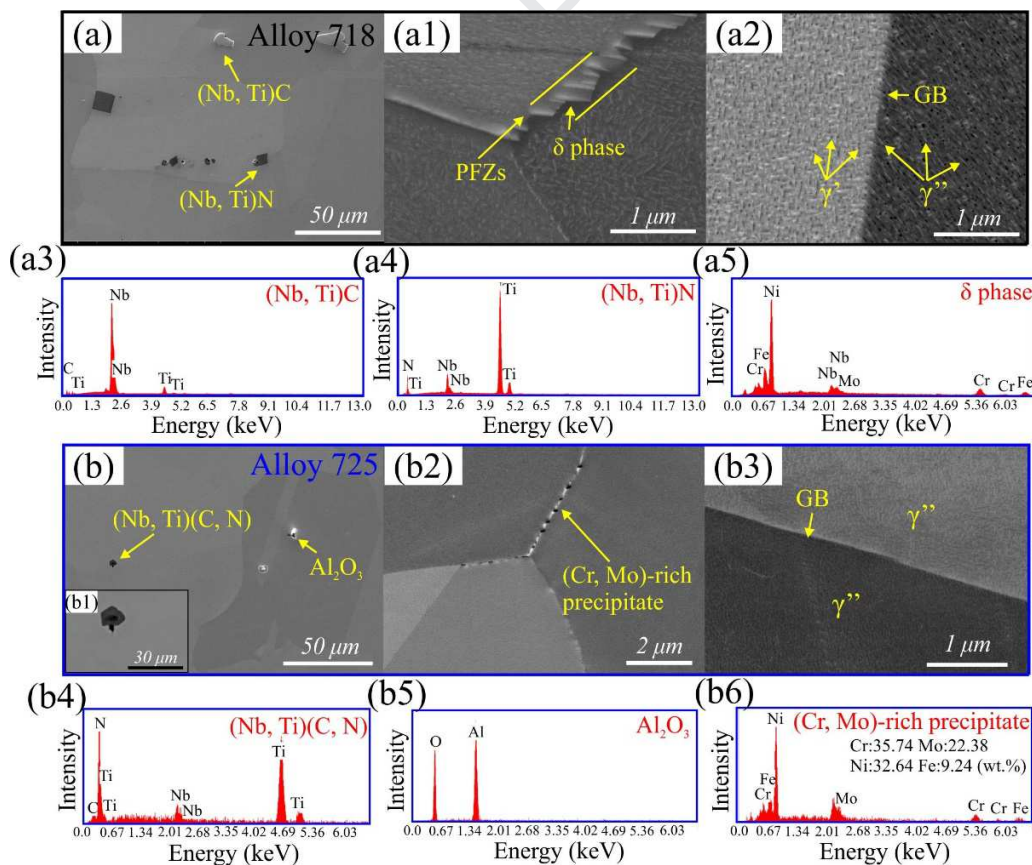 (a) Alloy 718
(Nb, Ti)C
(Nb, Ti)N
50 μm
(a1)
PFZs
δ phase
1 μm
(a2)
GB
γ’
γ’’
1 μm
(a3)
(Nb, Ti)C
Intensity
C Ti Nb Nb Ti Ti
0.0 1.3 2.6 3.9 5.2 6.5 7.8 9.1 10.4 11.7 13.0
Energy (keV)
(a4)
(Nb, Ti)N
Intensity
N Ti Nb Nb Ti Ti
0.0 1.3 2.6 3.9 5.2 6.5 7.8 9.1 10.4 11.7 13.0
Energy (keV)
(a5)
δ phase
Intensity
Cr Fe Ni Nb Nb Mo Cr Cr Fe
0.0 0.67 1.34 2.01 2.68 3.35 4.02 4.69 5.36 6.03
Energy (keV)
(b) Alloy 725
(Nb, Ti)(C, N)
Al2O3
(b1)
30 μm
50 μm
(b2)
(Cr, Mo)-rich
precipitate
2 μm
(b3)
GB
γ’’
γ’’
1 μm
(b4)
(Nb, Ti)(C, N)
Intensity
C N Ti Ti Nb Nb Ti Ti
0.0 0.67 1.34 2.01 2.68 3.35 4.02 4.69 5.36 6.03
Energy (keV)
(b5)
Al2O3
Intensity
O Al
0.0 0.67 1.34 2.01 2.68 3.35 4.02 4.69 5.36 6.03
Energy (keV)
(b6)
(Cr, Mo)-rich precipitate
Cr:35.74 Mo:22.38
Ni:32.64 Fe:9.24 (wt.%)
Intensity
Cr Fe Ni Mo Cr Cr Fe
0.0 0.67 1.34 2.01 2.68 3.35 4.02 4.69 5.36 6.03
Energy (keV)